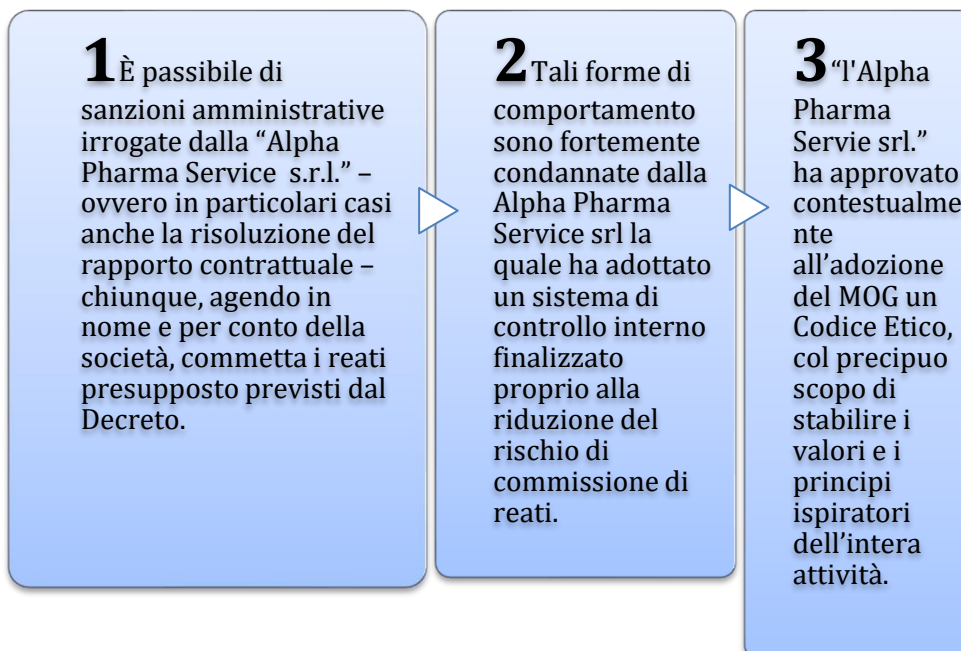 1È passibile di
sanzioni amministrative
irrogate dalla “Alpha
Pharma Service  s.r.l.” –
ovvero in particolari casi
anche la risoluzione del
rapporto contrattuale –
chiunque, agendo in
nome e per conto della
società, commetta i reati
presupposto previsti dal
Decreto.
2Tali forme di
comportamento
sono fortemente
condannate dalla
Alpha Pharma
Service srl la
quale ha adottato
un sistema di
controllo interno
finalizzato
proprio alla
riduzione del
rischio di
commissione di
reati.
3“l'Alpha
Pharma
Servie srl.”
ha approvato
contestualme
nte
all’adozione
del MOG un
Codice Etico,
col precipuo
scopo di
stabilire i
valori e i
principi
ispiratori
dell’intera
attività.